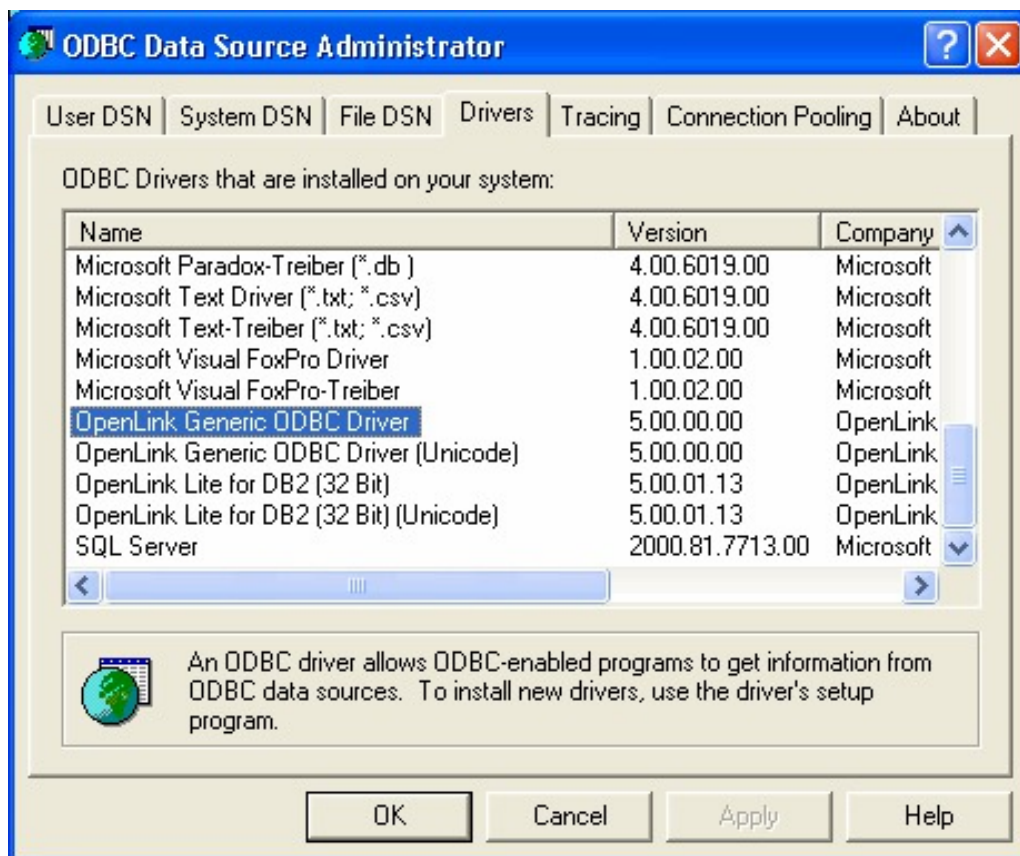 ODBC Data Source Administrator
User DSN System DSN File DSN Drivers Tracing Connection Pooling About
ODBC Drivers that are installed on your system:
Name Version Company
Microsoft Paradox-Treiber (*.db ) 4.00.6019.00 Microsoft
Microsoft Text Driver (*.txt; *.csv) 4.00.6019.00 Microsoft
Microsoft Text-Treiber (*.txt; *.csv) 4.00.6019.00 Microsoft
Microsoft Visual FoxPro Driver 1.00.02.00 Microsoft
Microsoft Visual FoxPro-Treiber 1.00.02.00 Microsoft
OpenLink Generic ODBC Driver 5.00.00.00 OpenLink
OpenLink Generic ODBC Driver (Unicode) 5.00.00.00 OpenLink
OpenLink Lite for DB2 (32 Bit) 5.00.01.13 OpenLink
OpenLink Lite for DB2 (32 Bit) (Unicode) 5.00.01.13 OpenLink
SQL Server 2000.81.7713.00 Microsoft
An ODBC driver allows ODBC-enabled programs to get information from
ODBC data sources. To install new drivers, use the driver's setup
program.
OK Cancel Apply Help